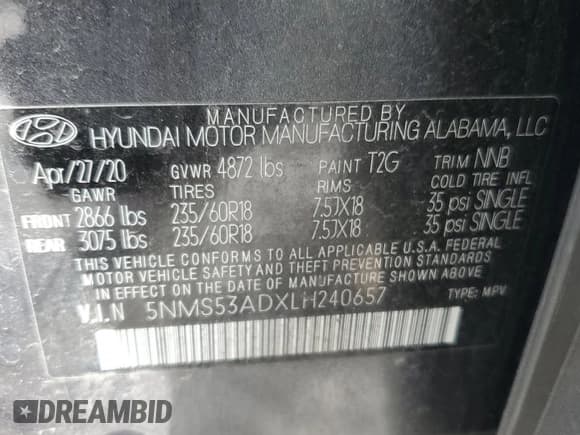 MANUFACTURED BY
HYUNDAI MOTOR MANUFACTURING ALABAMA, LLC
Apr/27/20 GVWR 4872 lbs PAINT T2G TRIM NNB
GAWR TIRES RIMS COLD TIRE INFL
FRONT 2866 lbs 235/60R18 7.5X18 35 psi SINGLE
REAR 3075 lbs 235/60R18 7.5X18 35 psi SINGLE
THIS VEHICLE CONFORMS TO ALL APPLICABLE U.S.A. FEDERAL
MOTOR VEHICLE SAFETY AND THEFT PREVENTION STANDARDS
IN EFFECT ON THE DATE OF MANUFACTURE SHOWN ABOVE.
V.I.N 5NMS53ADXLH240657 TYPE: MPV
DREAMBID